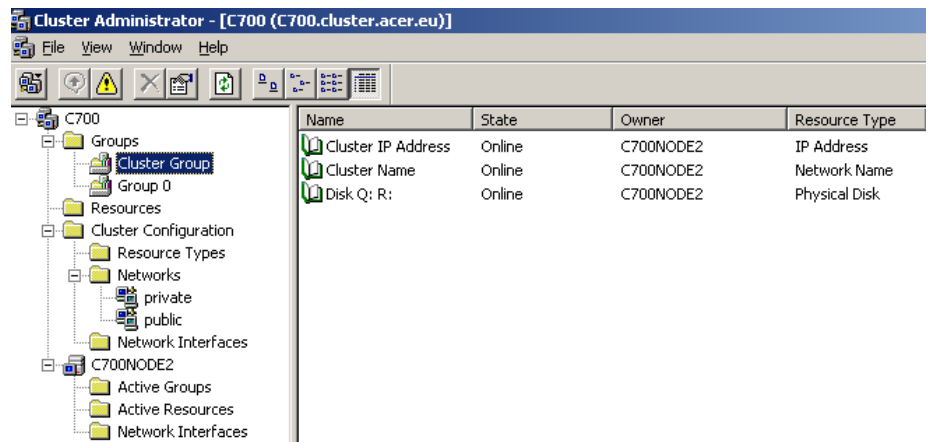 Cluster Administrator - [C700 (C700.cluster.acer.eu)]
File View Window Help
C700
Groups
Cluster Group
Group 0
Resources
Cluster Configuration
Resource Types
Networks
private
public
Network Interfaces
C700NODE2
Active Groups
Active Resources
Network Interfaces
Name State Owner Resource Type
Cluster IP Address Online C700NODE2 IP Address
Cluster Name Online C700NODE2 Network Name
Disk Q: R: Online C700NODE2 Physical Disk